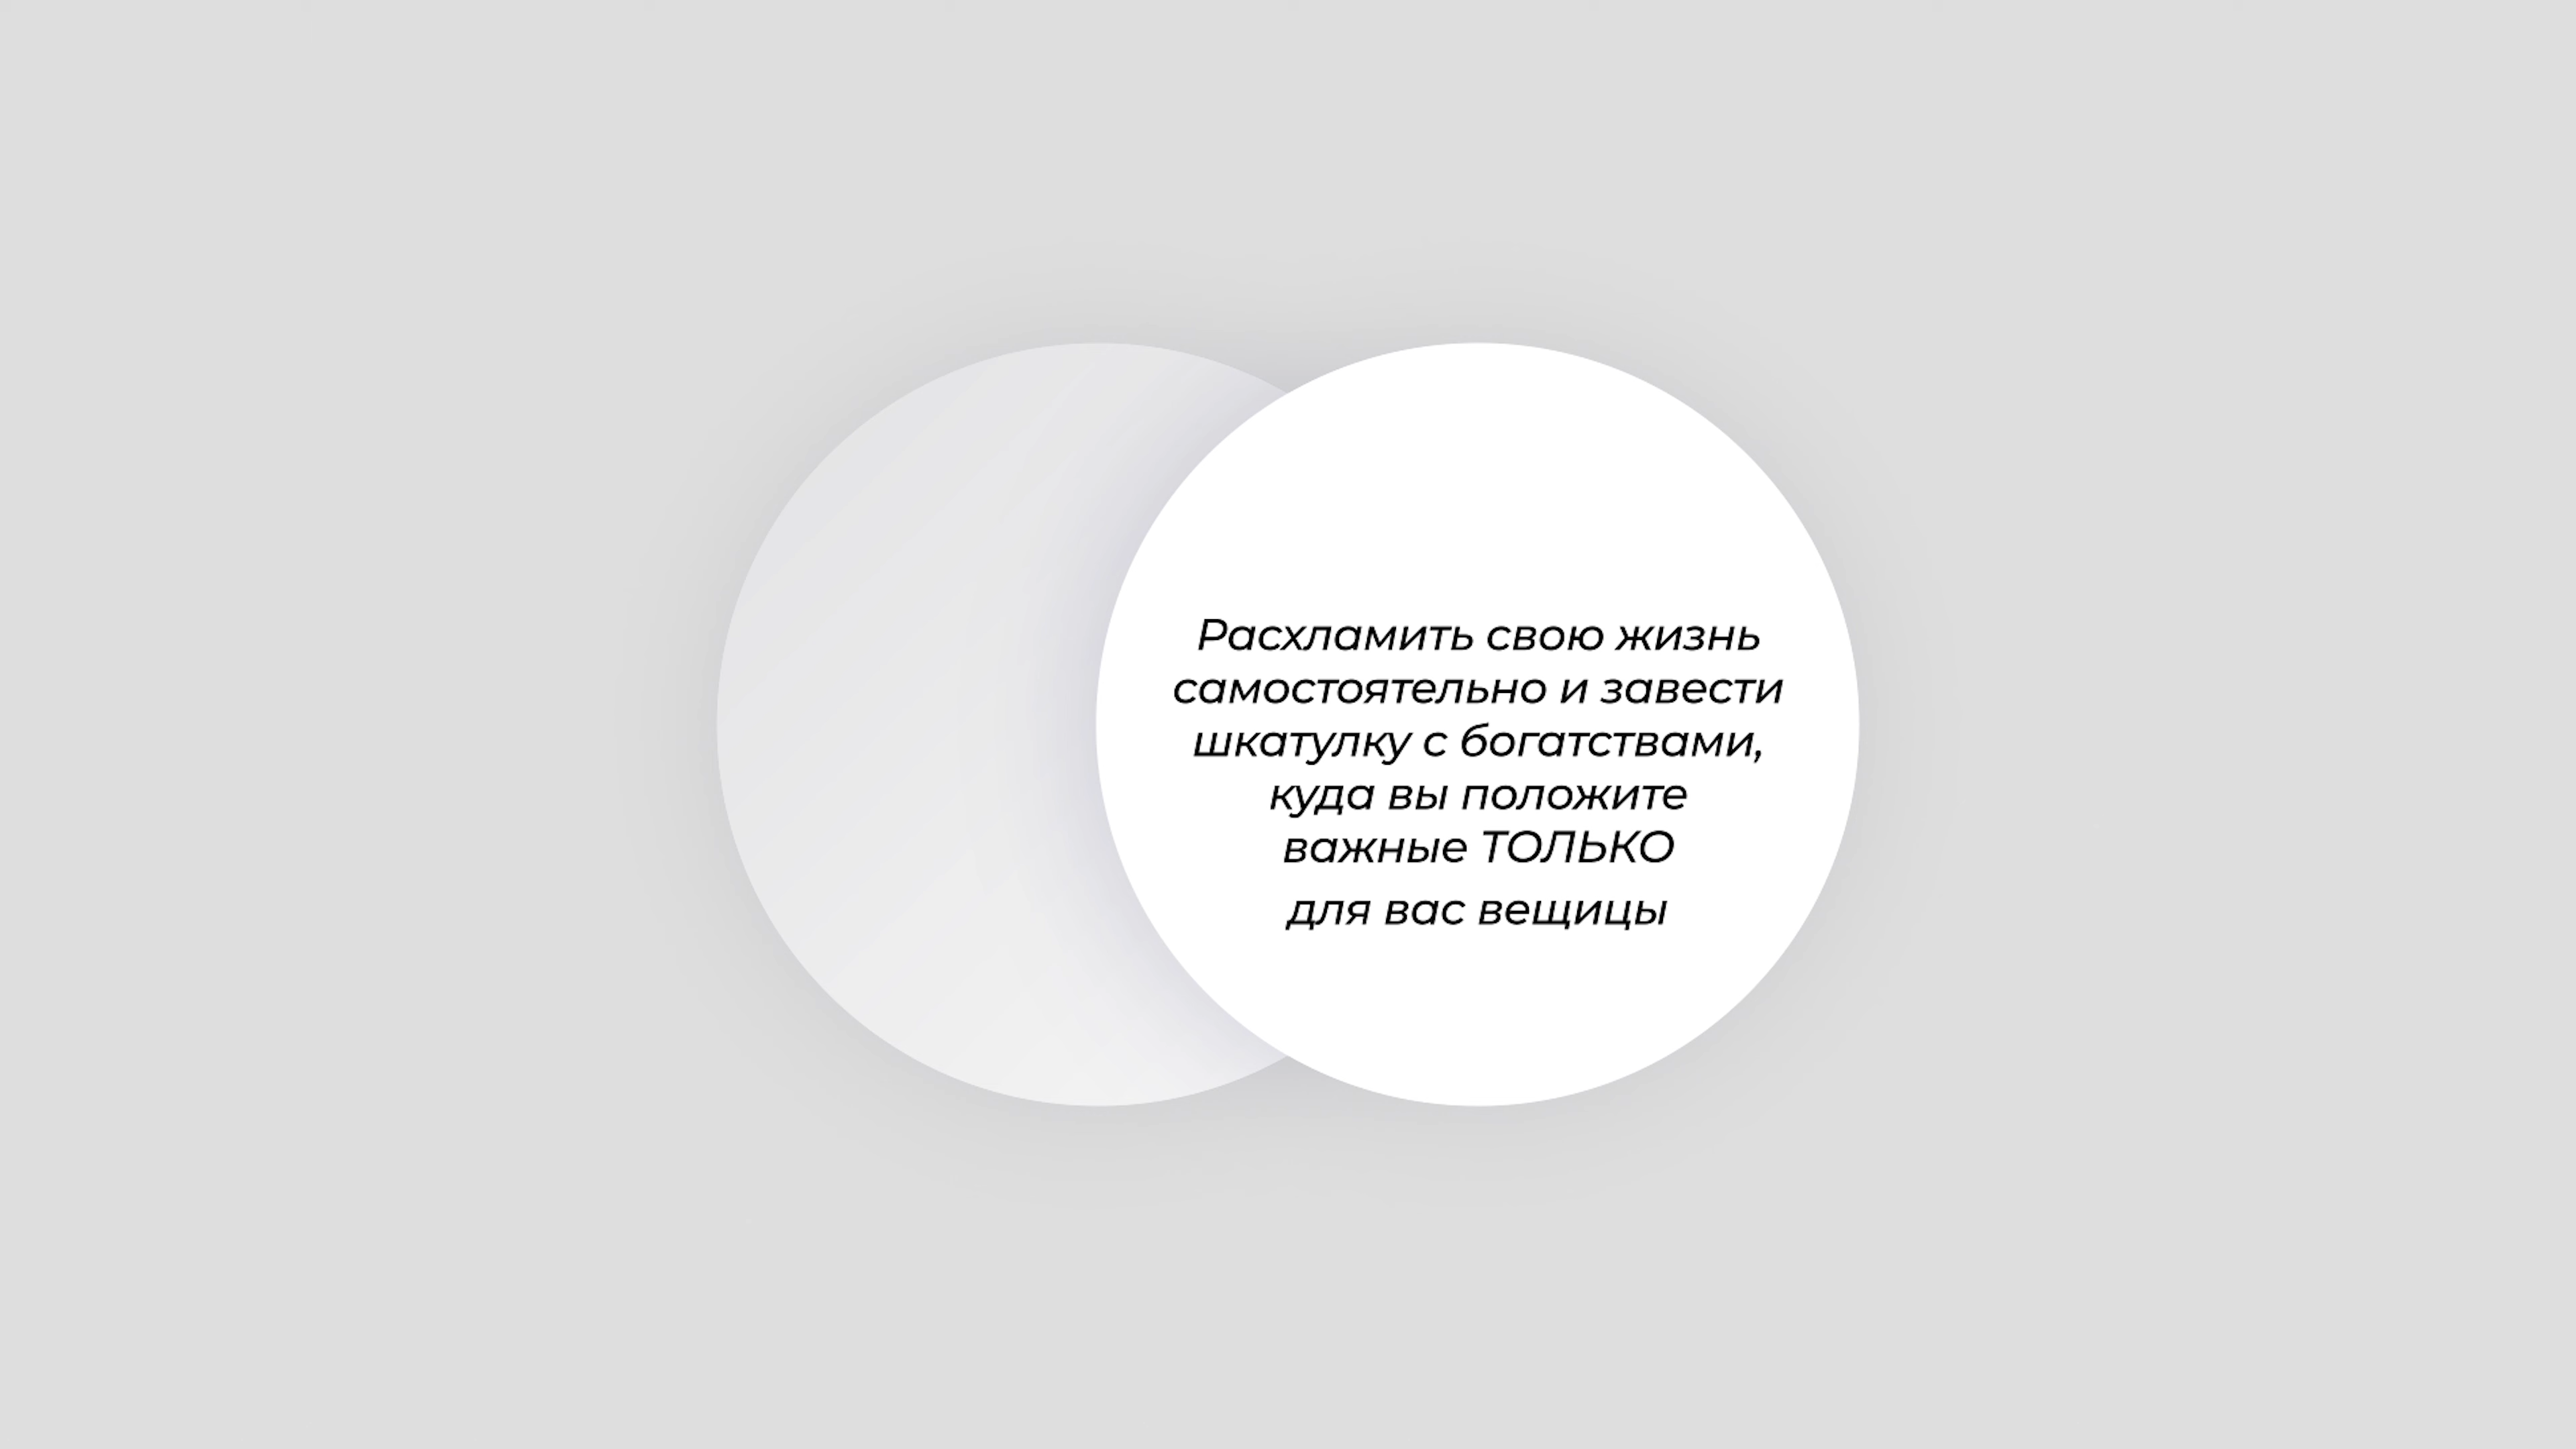 Расхламить свою жизнь
самостоятельно и завести
шкатулку с богатствами,
куда вы положите
важные ТОЛЬКО
для вас вещицы